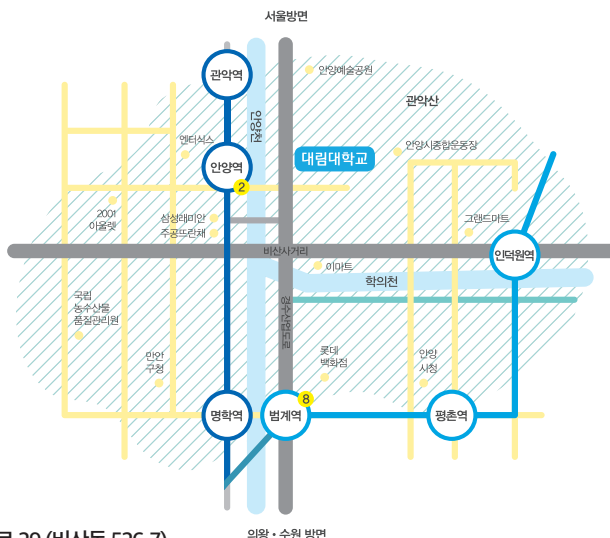 서울방면
관악역
안양예술공원
관악산
안양천
엔터식스
대림대학교
안양시종합운동장
안양역
2
2001
아울렛
삼성래미안
주공뜨란채
그랜드마트
비산사거리
인덕원역
이마트
학의천
국립
농수산물
품질관리원
경수산업도로
만안
구청
롯데
백화점
안양
시청
8
명학역
범계역
평촌역
29 (비산동 526-7)
의왕·수원 방면